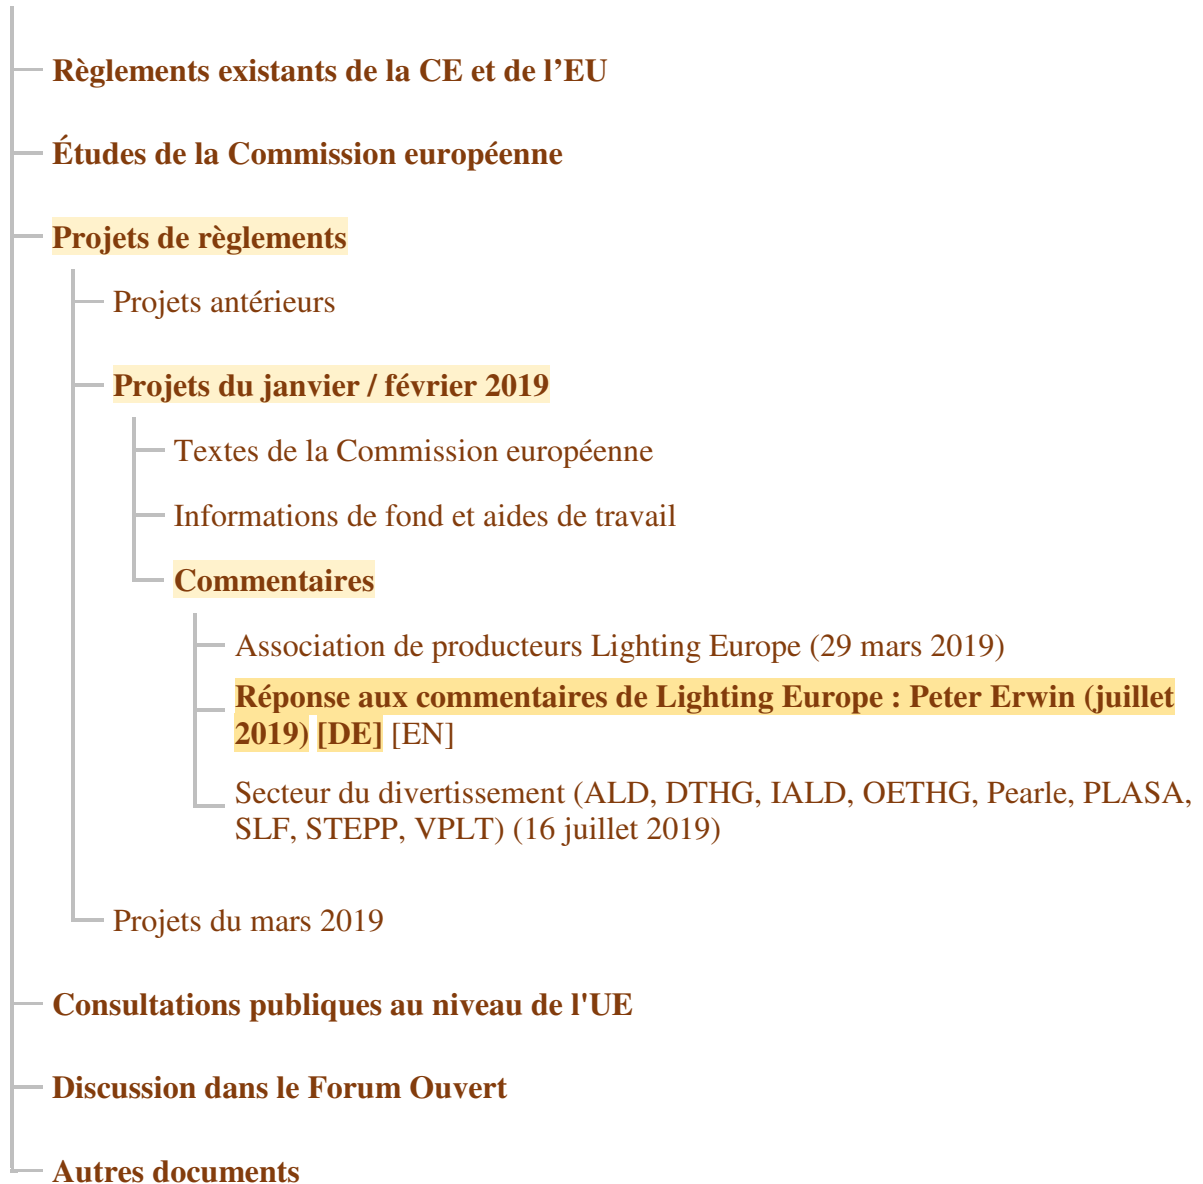 Règlements existants de la CE et de l’EU
Études de la Commission européenne
Projets de règlements
Projets antérieurs
Projets du janvier / février 2019
Textes de la Commission européenne
Informations de fond et aides de travail
Commentaires
Association de producteurs Lighting Europe (29 mars 2019)
Réponse aux commentaires de Lighting Europe : Peter Erwin (juillet
2019) [DE] [EN]
Secteur du divertissement (ALD, DTHG, IALD, OETHG, Pearle, PLASA,
SLF, STEPP, VPLT) (16 juillet 2019)
Projets du mars 2019
Consultations publiques au niveau de l'UE
Discussion dans le Forum Ouvert
Autres documents